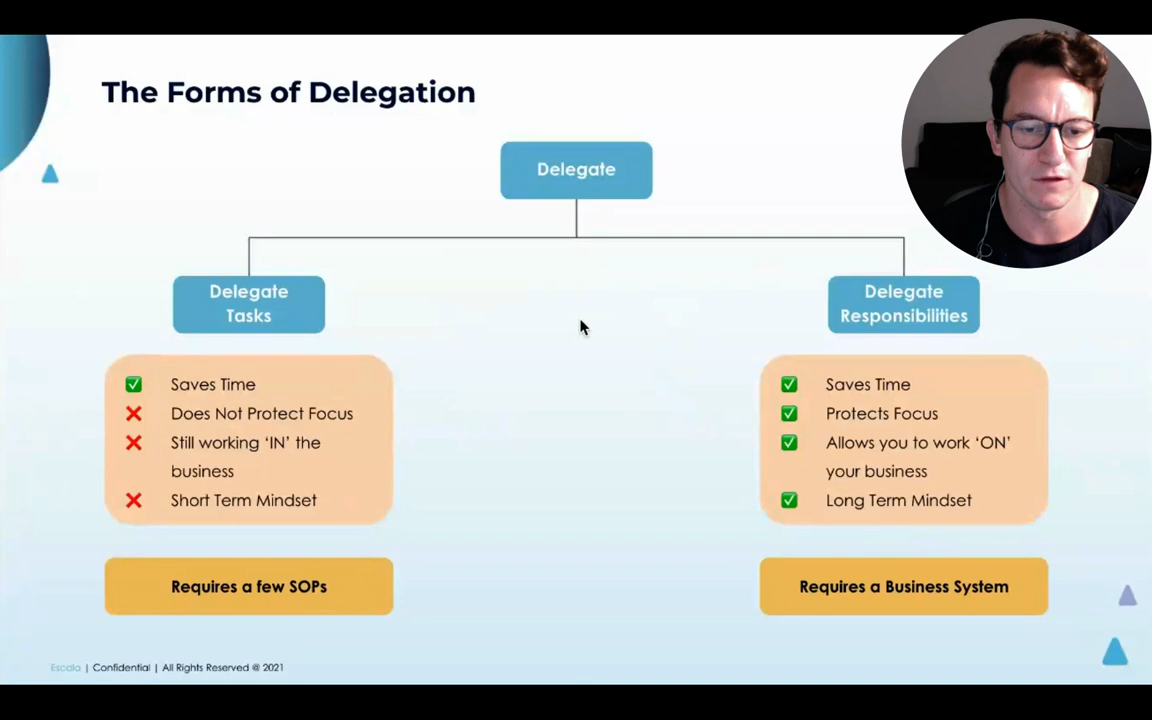 The Forms of Delegation
Delegate
Delegate
Tasks
Saves Time
Does Not Protect Focus
Still working ‘IN’ the
business
Short Term Mindset
Requires a few SOPs
Delegate
Responsibilities
Saves Time
Protects Focus
Allows you to work ‘ON’
your business
Long Term Mindset
Requires a Business System
Escala | Confidential | All Rights Reserved @ 2021